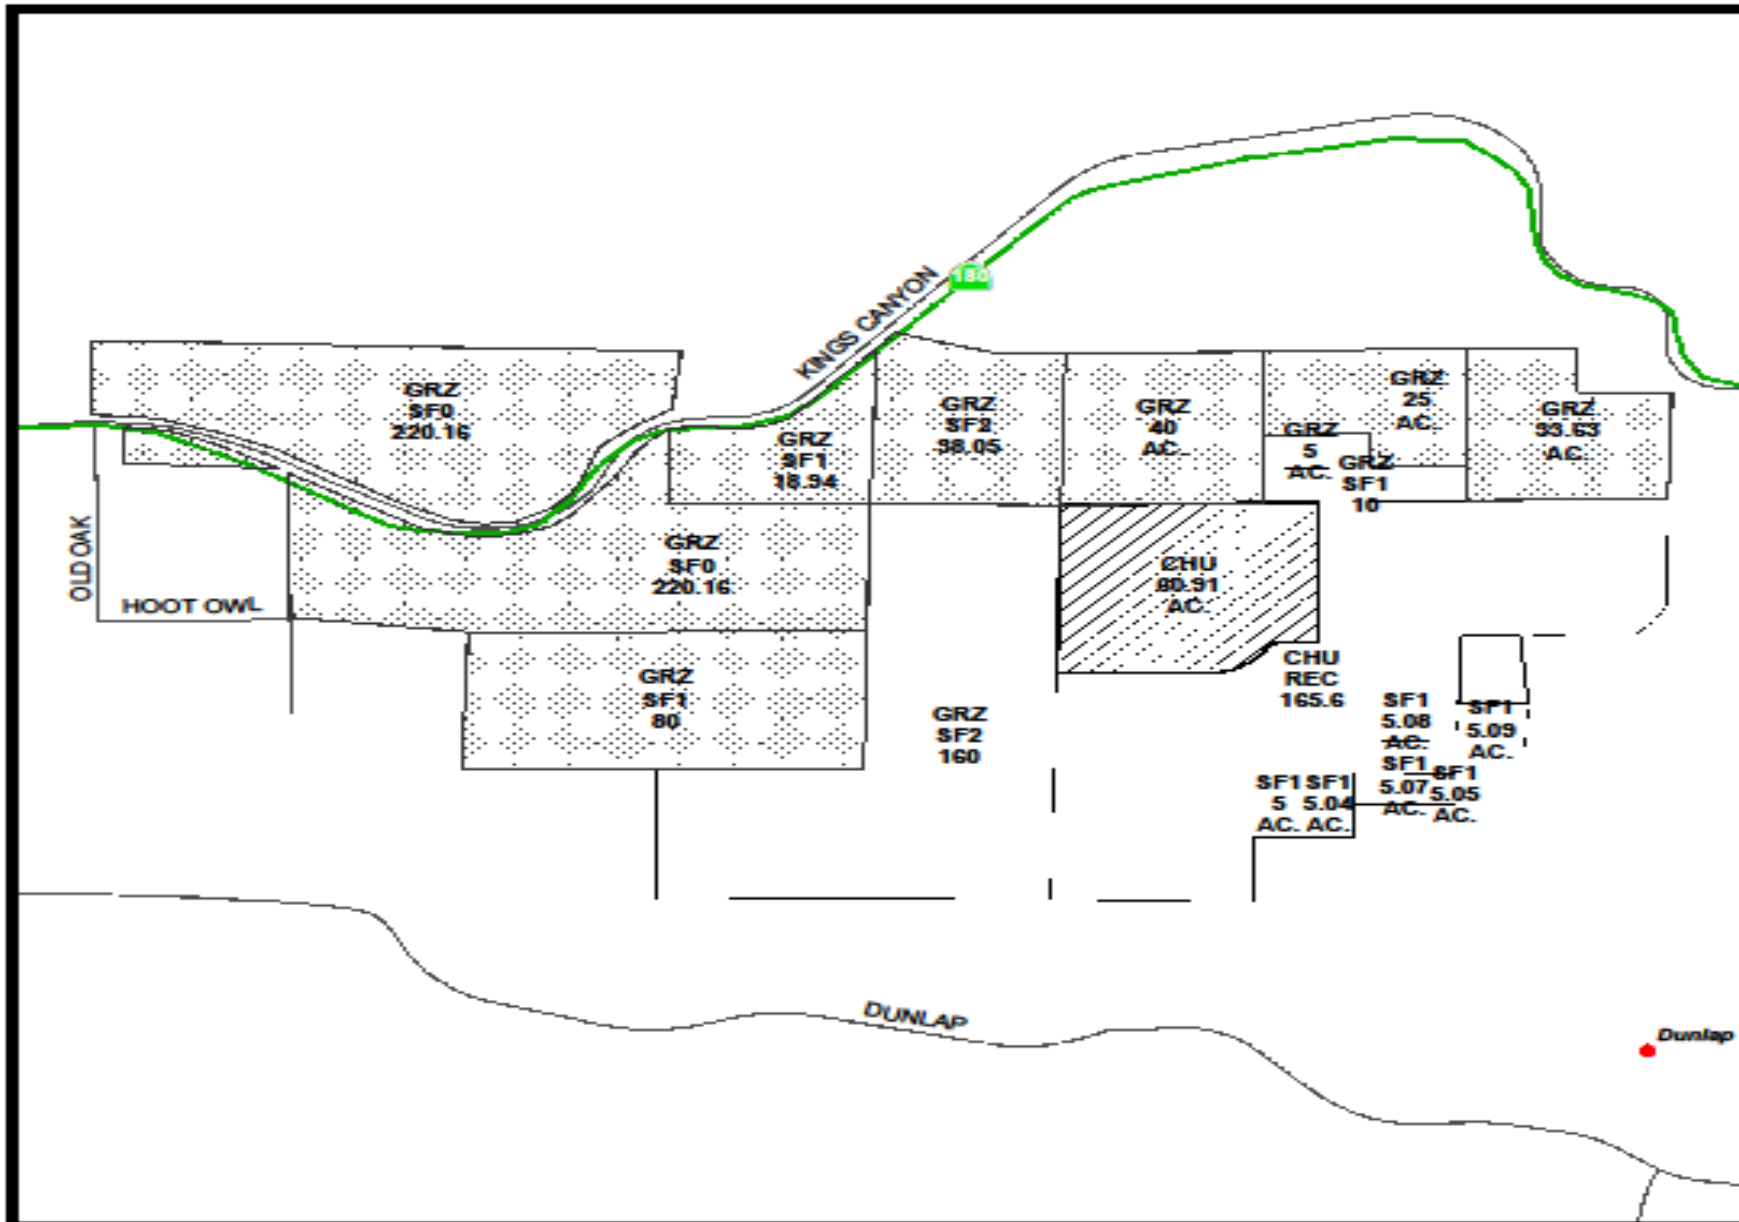 180
KINGS CANYON
GRZ
SF0
220.16
GRZ
SF1
18.94
GRZ
SF2
38.05
GRZ
40
AC.
GRZ
25
AC.
GRZ
5
AC.
GRZ
SF1
10
GRZ
33.63
AC.
OLD OAK
HOOT OWL
GRZ
SF0
220.16
CHU
80.91
AC.
GRZ
SF1
80
GRZ
SF2
160
CHU
REC
165.6
SF1
5.08
AC.
SF1
5.09
AC.
SF1
5.07
AC.
SF1
5.05
AC.
SF1
5
AC.
SF1
5.04
AC.
DUNLAP
Dunlap